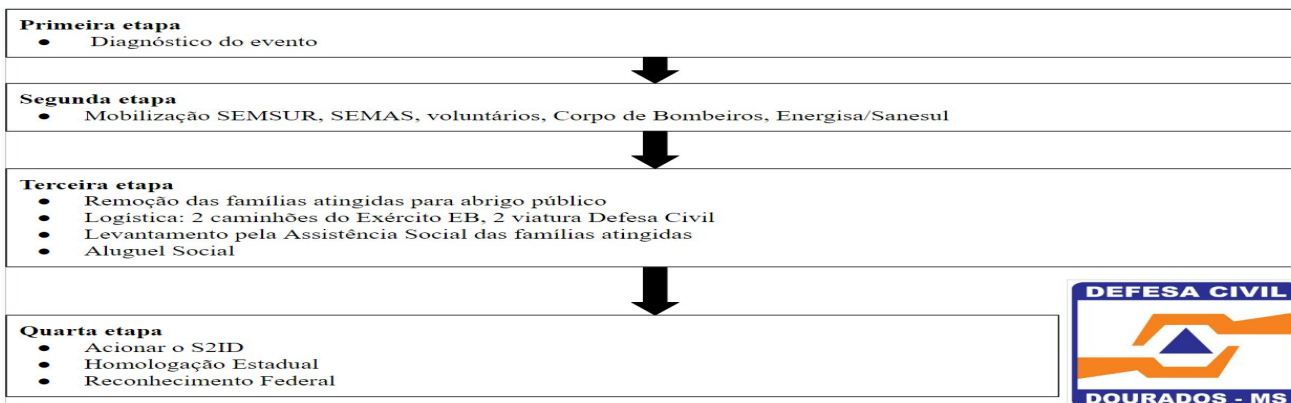 Primeira etapa
● Diagnóstico do evento
Segunda etapa
● Mobilização SEMSUR, SEMAS, voluntários, Corpo de Bombeiros, Energisa/Sanesul
Terceira etapa
● Remoção das famílias atingidas para abrigo público
● Logística: 2 caminhões do Exército EB, 2 viatura Defesa Civil
● Levantamento pela Assistência Social das famílias atingidas
● Aluguel Social
Quarta etapa
● Acionar o S2ID
● Homologação Estadual
● Reconhecimento Federal
DEFESA CIVIL
DOURADOS - MS